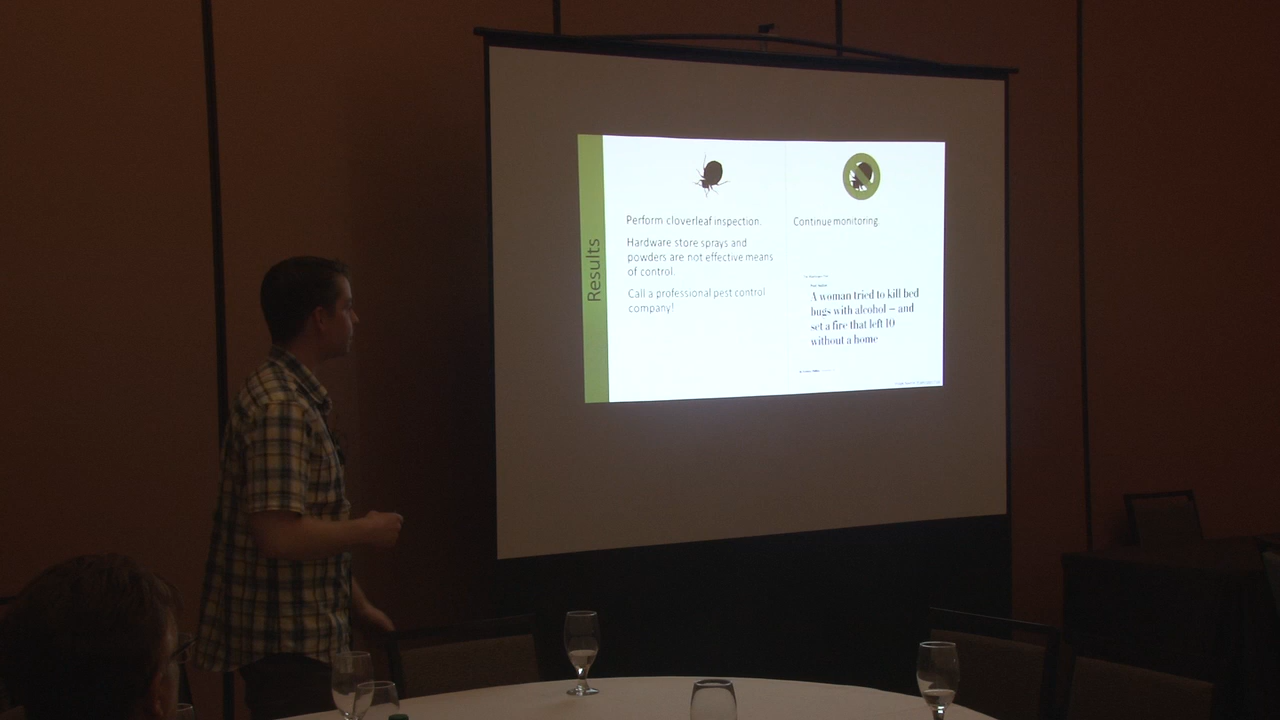 Results
Perform cloverleaf inspection.
Hardware store sprays and
powders are not effective means
of control.
Call a professional pest control
company!
Continue monitoring.
A woman tried to kill bed
bugs with alcohol – and
set a fire that left 10
without a home